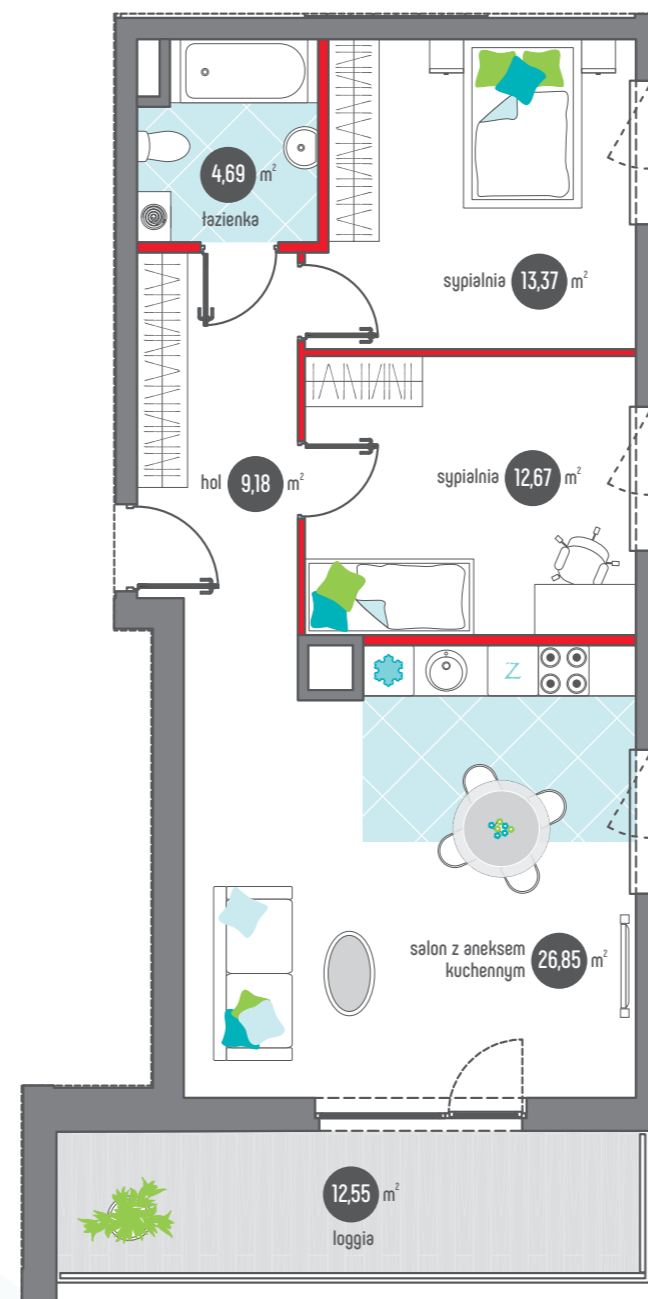 4,69 m²
łazienka
sypialnia 13,37 m²
sypialnia 12,67 m²
hol 9,18 m²
Z
salon z aneksem
kuchennym 26,85 m²
12,55 m²
loggia